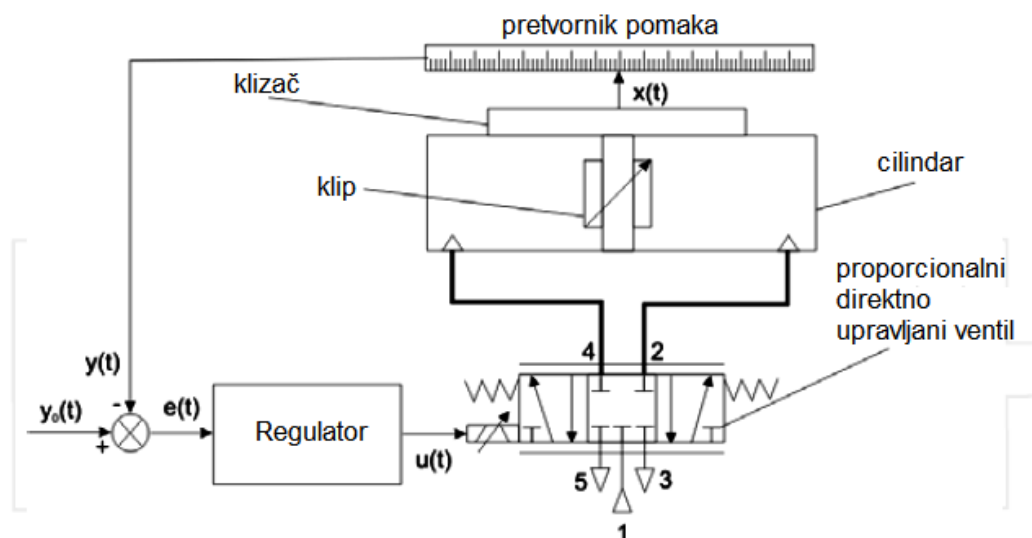 pretvornik pomaka
klizač
x(t)
klip
cilindar
proporcionalni
direktno
upravljani ventil
4 2
y(t)
-
y₀(t)
+
e(t)
Regulator
u(t)
5 3
1